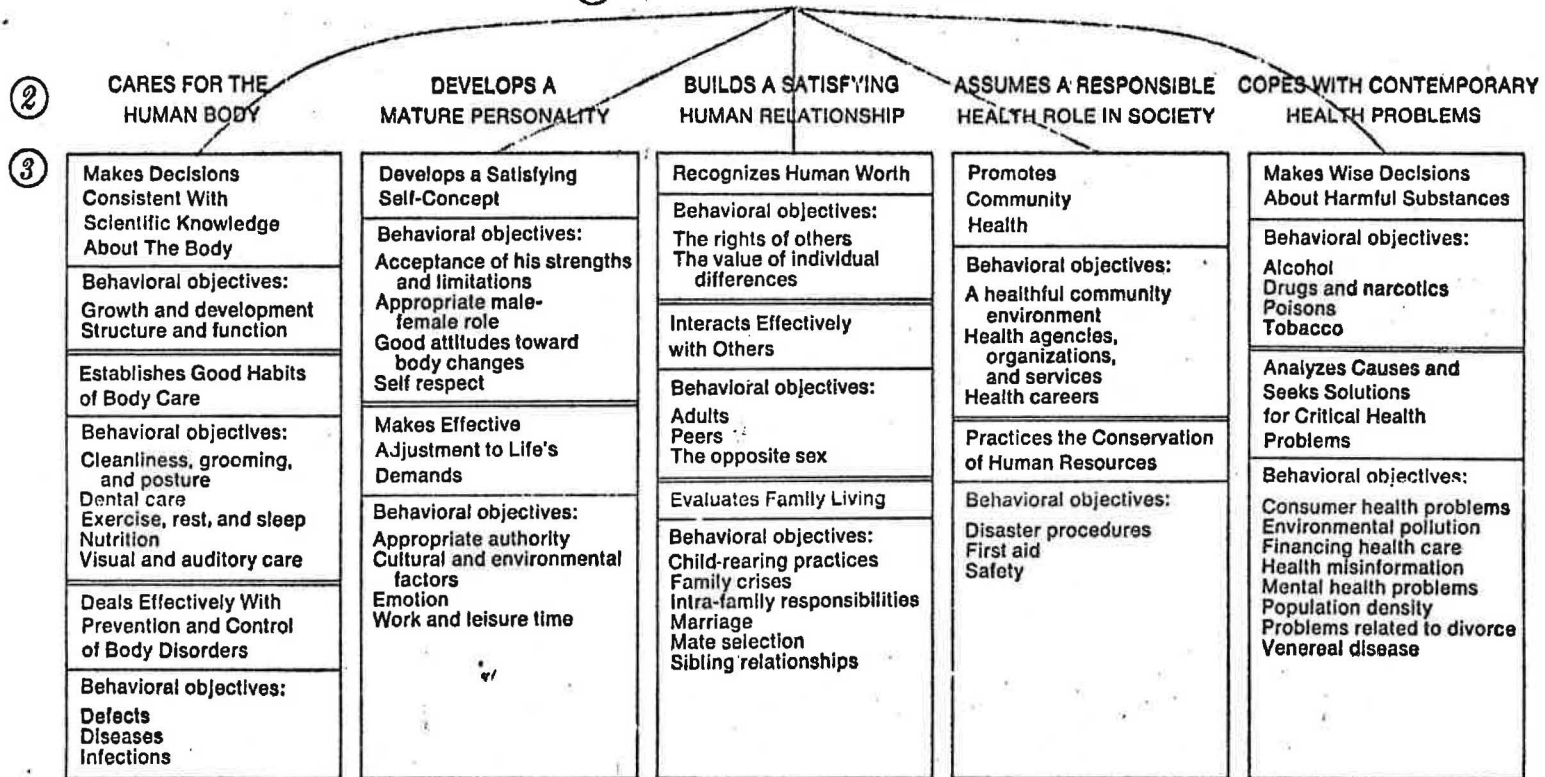 ②
CARES FOR THE
HUMAN BODY
DEVELOPS A
MATURE PERSONALITY
BUILDS A SATISFYING
HUMAN RELATIONSHIP
ASSUMES A RESPONSIBLE
HEALTH ROLE IN SOCIETY
COPES WITH CONTEMPORARY
HEALTH PROBLEMS
③
Makes Decisions
Consistent With
Scientific Knowledge
About The Body
Behavioral objectives:
Growth and development
Structure and function
Establishes Good Habits
of Body Care
Behavioral objectives:
Cleanliness, grooming,
and posture
Dental care
Exercise, rest, and sleep
Nutrition
Visual and auditory care
Deals Effectively With
Prevention and Control
of Body Disorders
Behavioral objectives:
Defects
Diseases
Infections
Develops a Satisfying
Self-Concept
Behavioral objectives:
Acceptance of his strengths
and limitations
Appropriate male-
female role
Good attitudes toward
body changes
Self respect
Makes Effective
Adjustment to Life's
Demands
Behavioral objectives:
Appropriate authority
Cultural and environmental
factors
Emotion
Work and leisure time
Recognizes Human Worth
Behavioral objectives:
The rights of others
The value of individual
differences
Interacts Effectively
with Others
Behavioral objectives:
Adults
Peers
The opposite sex
Evaluates Family Living
Behavioral objectives:
Child-rearing practices
Family crises
Intra-family responsibilities
Marriage
Mate selection
Sibling relationships
Promotes
Community
Health
Behavioral objectives:
A healthful community
environment
Health agencies,
organizations,
and services
Health careers
Practices the Conservation
of Human Resources
Behavioral objectives:
Disaster procedures
First aid
Safety
Makes Wise Decisions
About Harmful Substances
Behavioral objectives:
Alcohol
Drugs and narcotics
Poisons
Tobacco
Analyzes Causes and
Seeks Solutions
for Critical Health
Problems
Behavioral objectives:
Consumer health problems
Environmental pollution
Financing health care
Health misinformation
Mental health problems
Population density
Problems related to divorce
Venereal disease